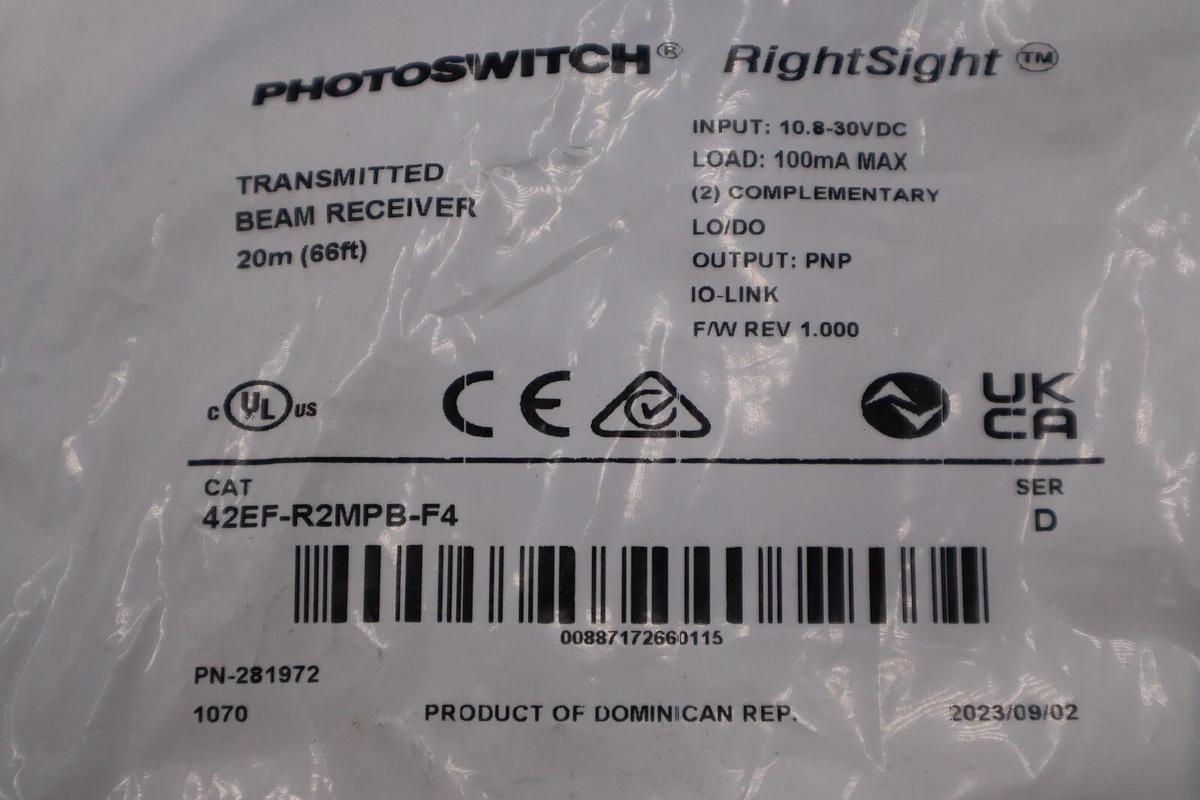 PHOTOSWITCH® RightSight ™
TRANSMITTED
BEAM RECEIVER
20m (66ft)
INPUT: 10.8-30VDC
LOAD: 100mA MAX
(2) COMPLEMENTARY
LO/DO
OUTPUT: PNP
IO-LINK
F/W REV 1.000
C UL US
CE
UK
CA
CAT
42EF-R2MPB-F4
SER
D
00887172660115
PN-281972
1070
PRODUCT OF DOMINICAN REP.
2023/09/02